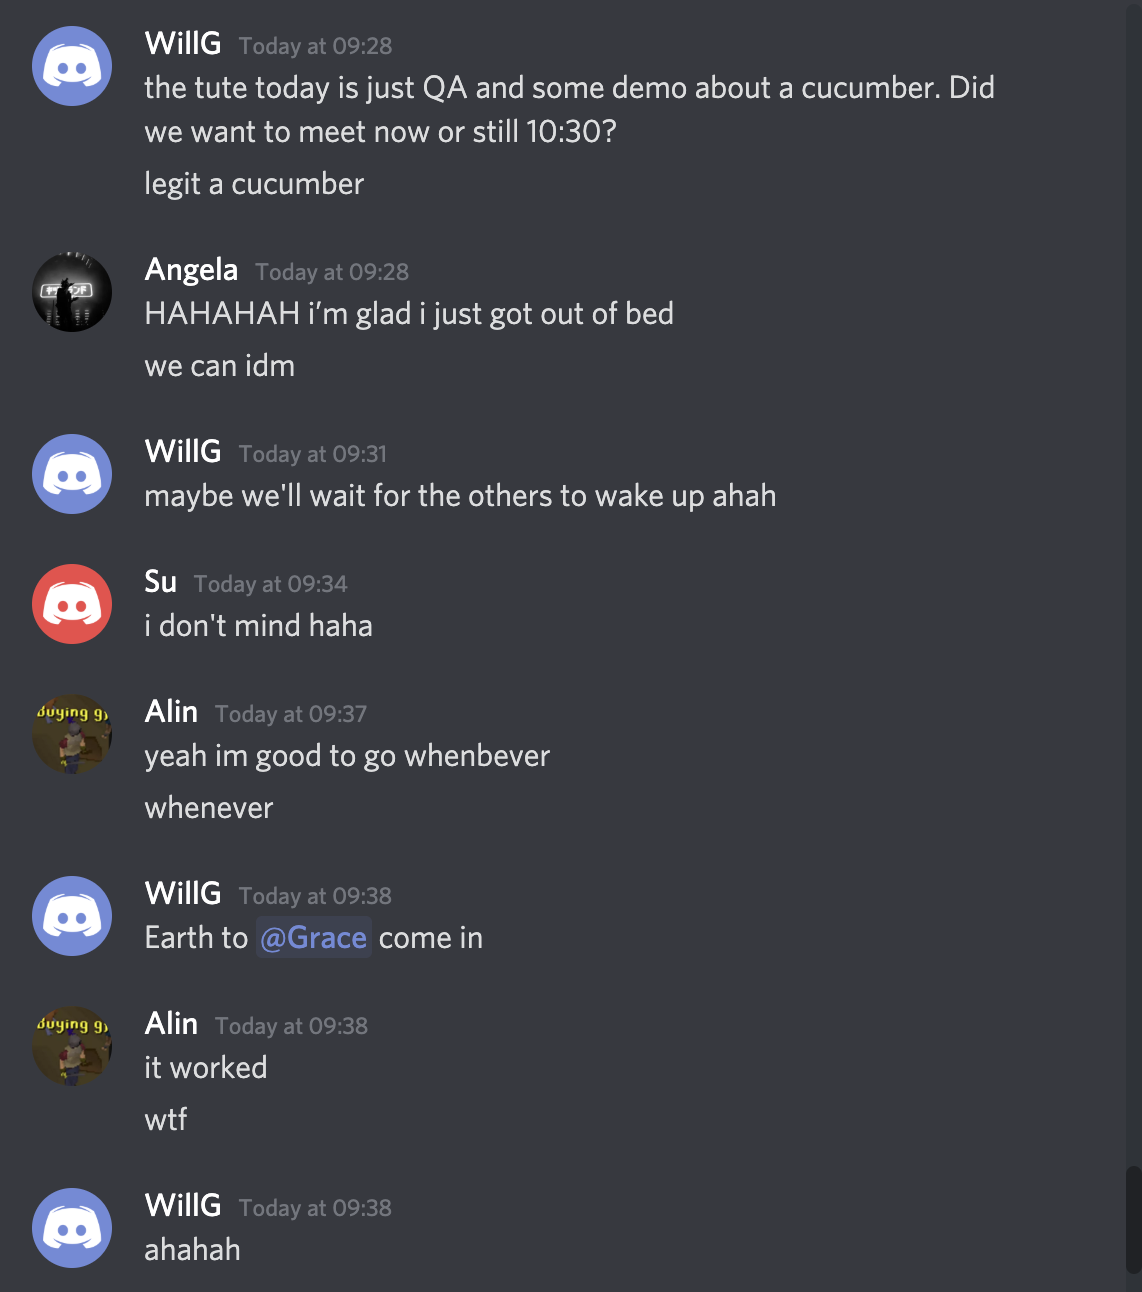 WillG Today at 09:28
the tute today is just QA and some demo about a cucumber. Did
we want to meet now or still 10:30?
legit a cucumber
Angela Today at 09:28
HAHAHAH i’m glad i just got out of bed
we can idm
WillG Today at 09:31
maybe we'll wait for the others to wake up ahah
Su Today at 09:34
i don't mind haha
buying
Alin Today at 09:37
yeah im good to go whenbever
whenever
WillG Today at 09:38
Earth to @Grace come in
buying
Alin Today at 09:38
it worked
wtf
WillG Today at 09:38
ahahah